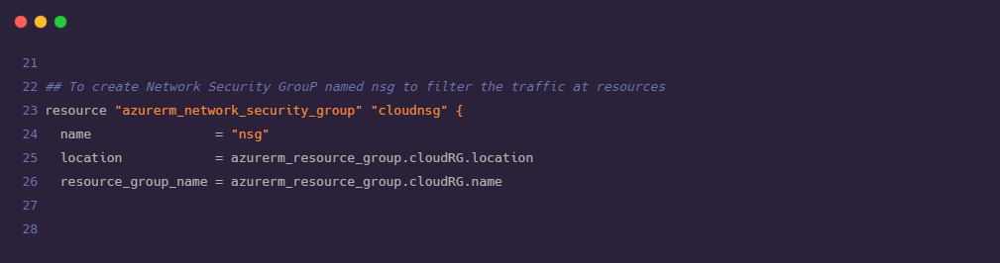 21
22 ## To create Network Security GrouP named nsg to filter the traffic at resources
23 resource "azurerm_network_security_group" "cloudnsg" {
24   name                = "nsg"
25   location            = azurerm_resource_group.cloudRG.location
26   resource_group_name = azurerm_resource_group.cloudRG.name
27
28